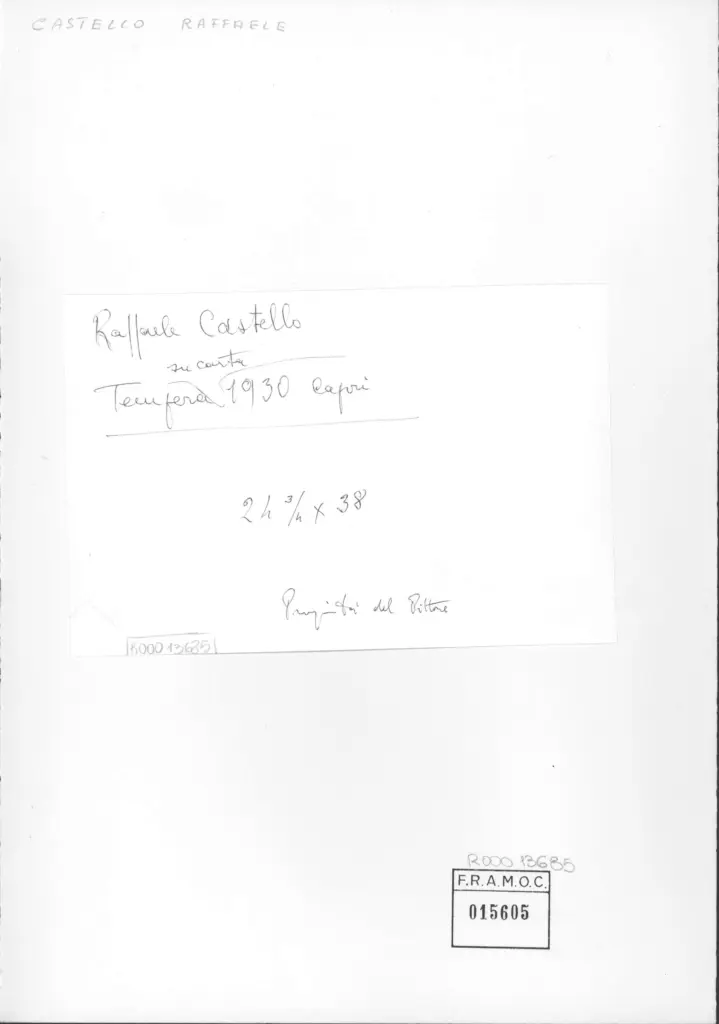 CASTELLO RAFFAELE
Raffaele Castello
su carta
Tempera 1930 Capri
24 3/4 x 38
Proprietà del Pittore
R000 13685
R000 13685
F.R.A.M.O.C.
015605